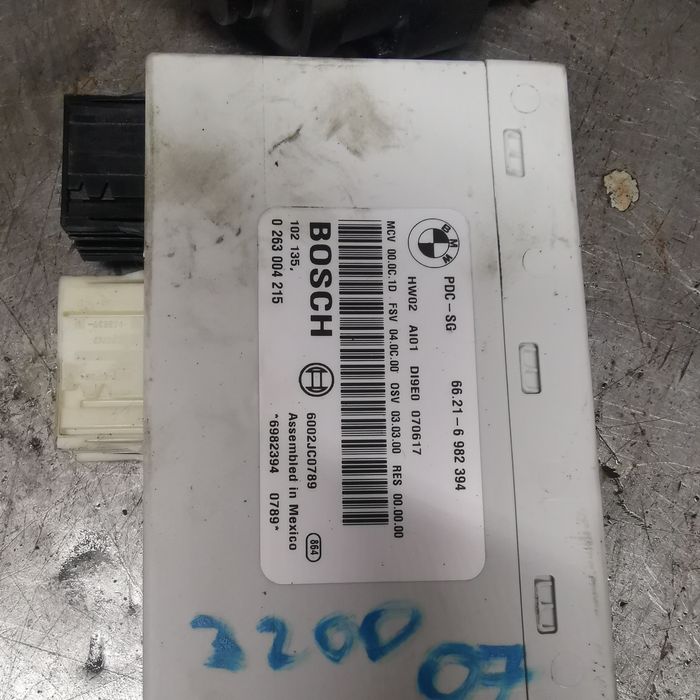 BMW
PDC-SG 66.21-6 982 394
HW02 AI01 DI9E0 070617
MCV 00.0C.1D FSV 04.0C.00 OSV 03.03.00 RES 00.00.00
BOSCH 6002JC0789
102 135, Assembled in Mexico 864
0 263 004 215 *6982394 0789*
2200
07